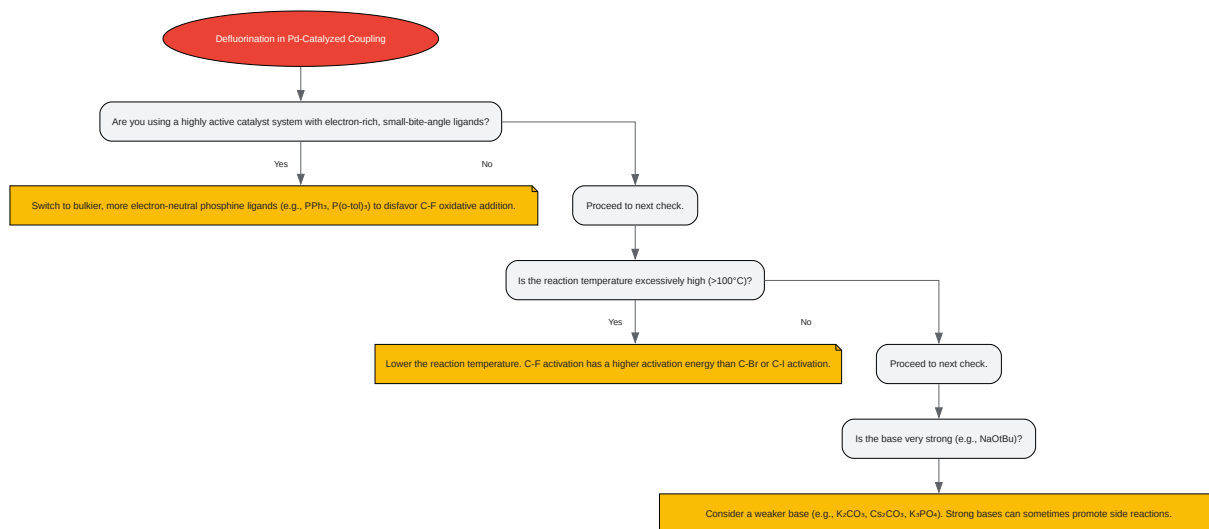 Defluorination in Pd-Catalyzed Coupling
Are you using a highly active catalyst system with electron-rich, small-bite-angle ligands?
Yes
No
Switch to bulkier, more electron-neutral phosphine ligands (e.g., PPh₃, P(o-tol)₃) to disfavor C-F oxidative addition.
Proceed to next check.
Is the reaction temperature excessively high (>100°C)?
Yes
No
Lower the reaction temperature. C-F activation has a higher activation energy than C-Br or C-I activation.
Proceed to next check.
Is the base very strong (e.g., NaOtBu)?
Consider a weaker base (e.g., K₂CO₃, Cs₂CO₃, K₃PO₄). Strong bases can sometimes promote side reactions.